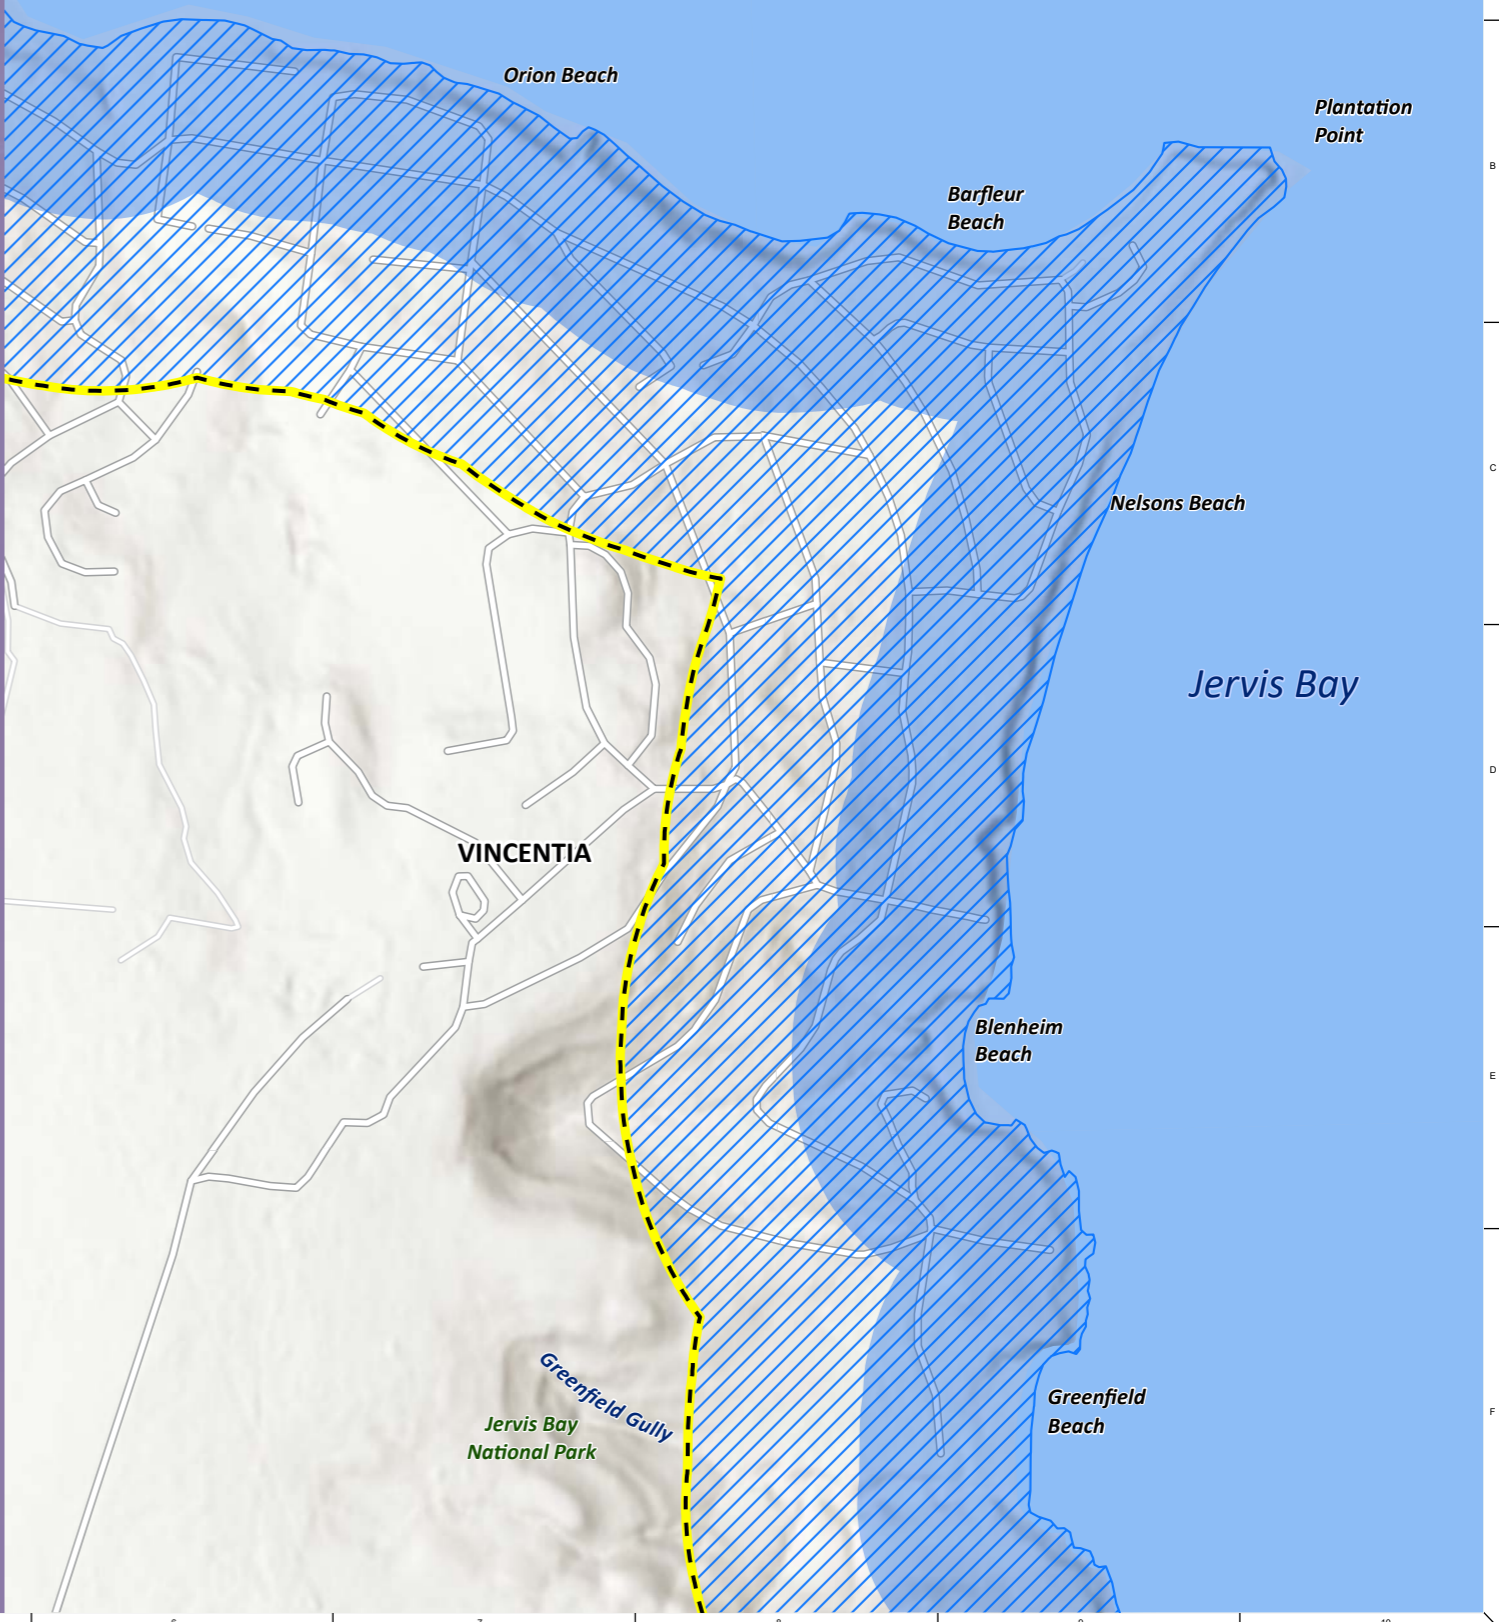 Orion Beach
Plantation
Point
B
Barfleur
Beach
C
Nelsons Beach
Jervis Bay
D
VINCENTIA
Blenheim
Beach
E
Greenfield Gully
Greenfield
Beach
F
Jervis Bay
National Park